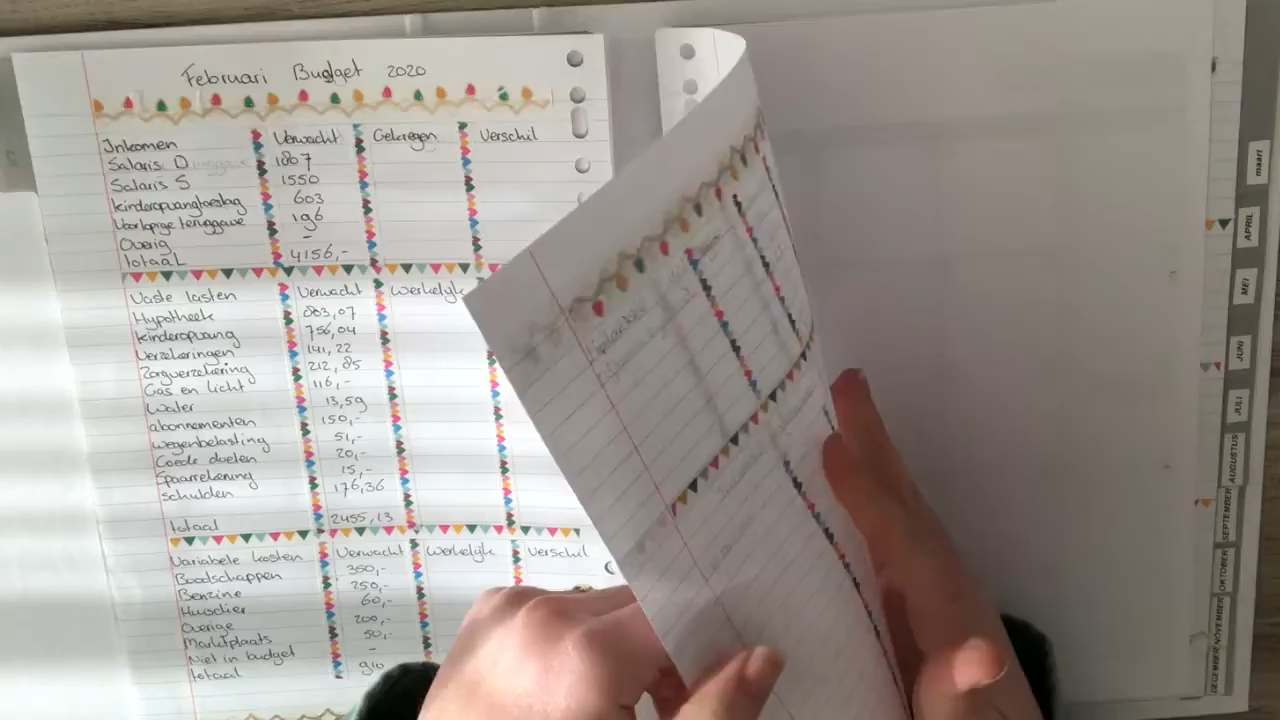 Februari Budget 2020
Inkomen Verwacht Gekregen Verschil
Salaris D 1807
Salaris S 1550
kinderopvangtoeslag 603
Voorlopige teruggave 196
Overig -
totaal 4156,-
Vaste lasten Verwacht Werkelijk
Hypotheek 803,07
kinderopvang 756,04
Verzekeringen 141,22
Zorgverzekering 212,85
Gas en licht 116,-
Water 13,59
abonnementen 150,-
wegenbelasting 51,-
Goede doelen 20,-
Spaarrekening 15,-
schulden 176,36
totaal 2455,13
Variabele kosten Verwacht Werkelijk Verschil
Boodschappen 350,-
Benzine 250,-
Huisdier 60,-
Overige 200,-
Marktplaats 50,-
Niet in budget -
totaal 910
maart
APRIL
MEI
JUNI
JULI
AUGUSTUS
SEPTEMBER
OKTOBER
NOVEMBER
DECEMBER